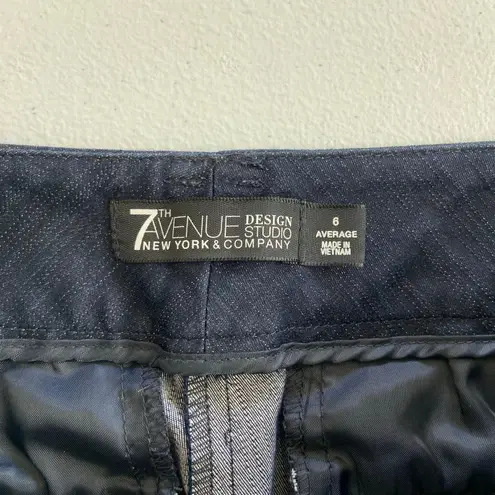 7TH AVENUE DESIGN STUDIO
NEW YORK & COMPANY
6
AVERAGE
MADE IN
VIETNAM